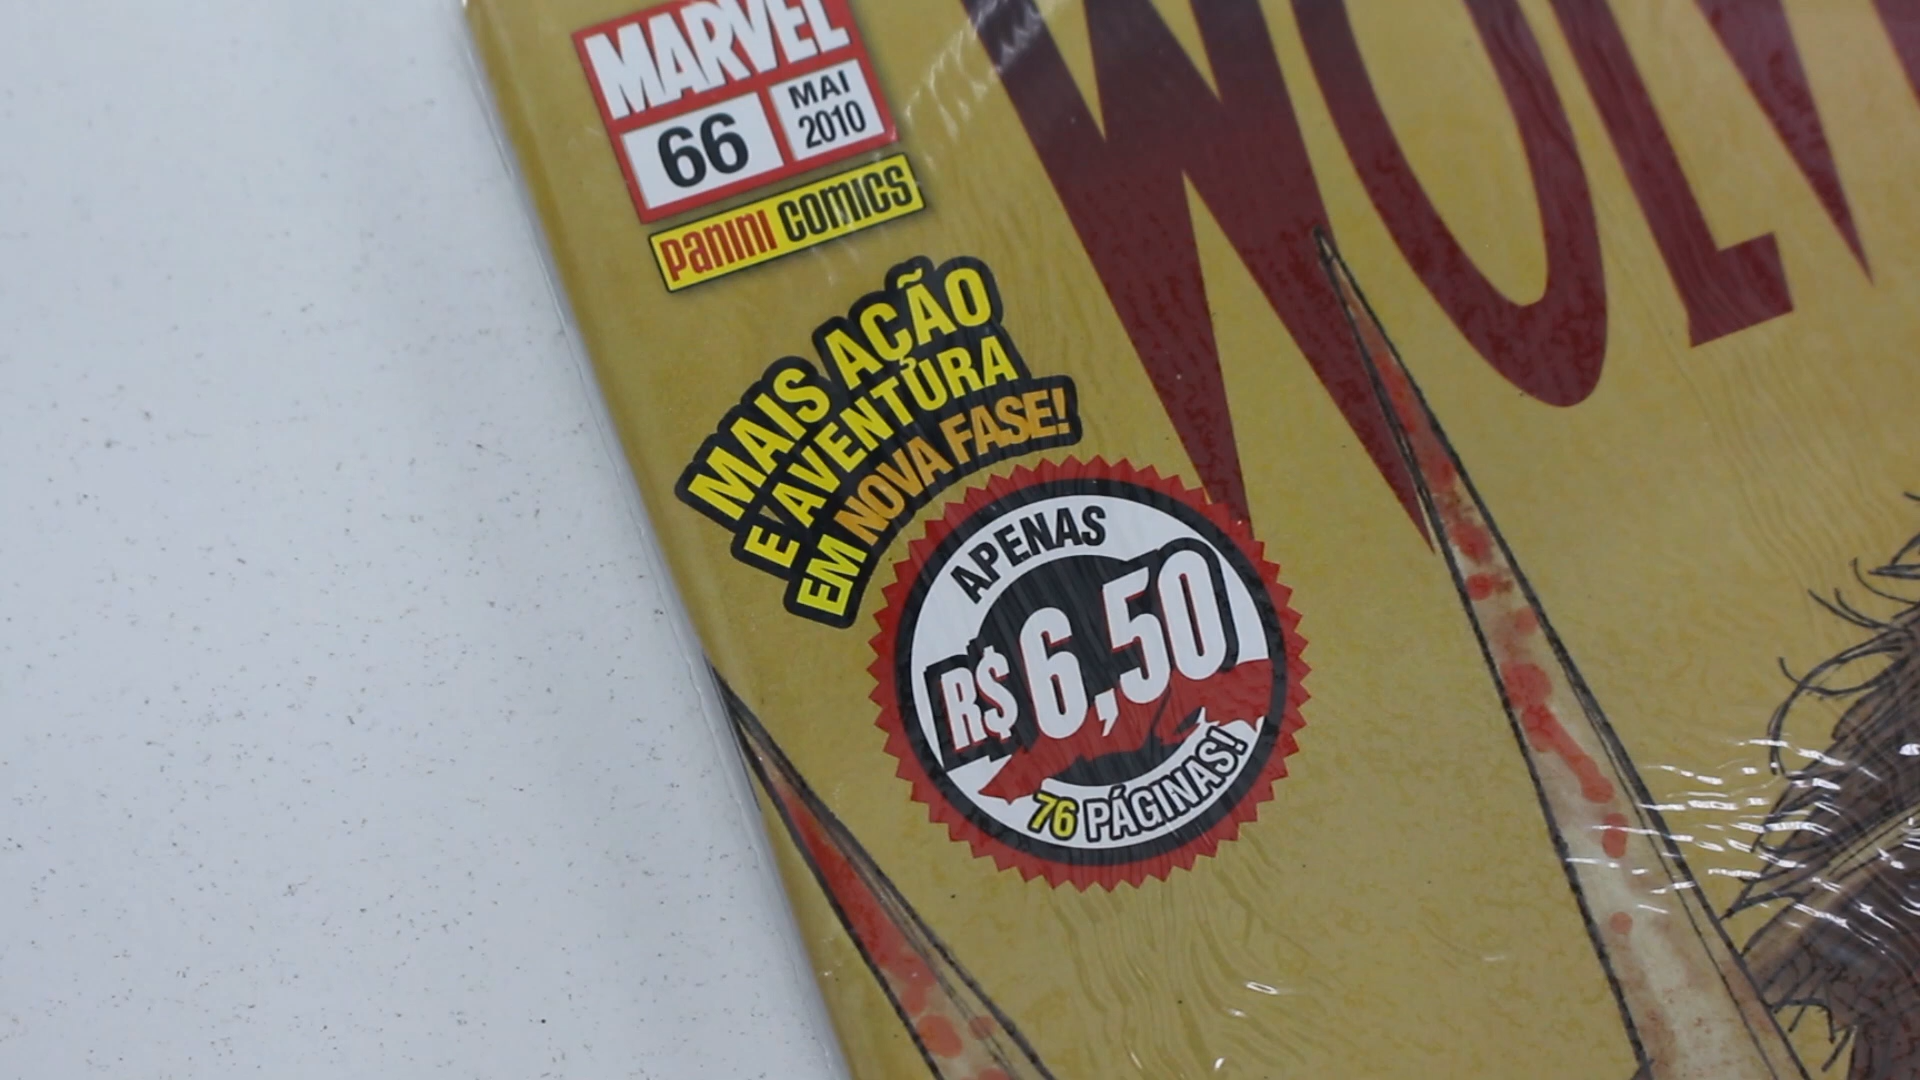 MARVEL
66
MAI
2010
PANINI COMICS
MAIS AÇÃO
E AVENTURA
EM NOVA FASE!
APENAS
R$ 6,50
76 PÁGINAS!